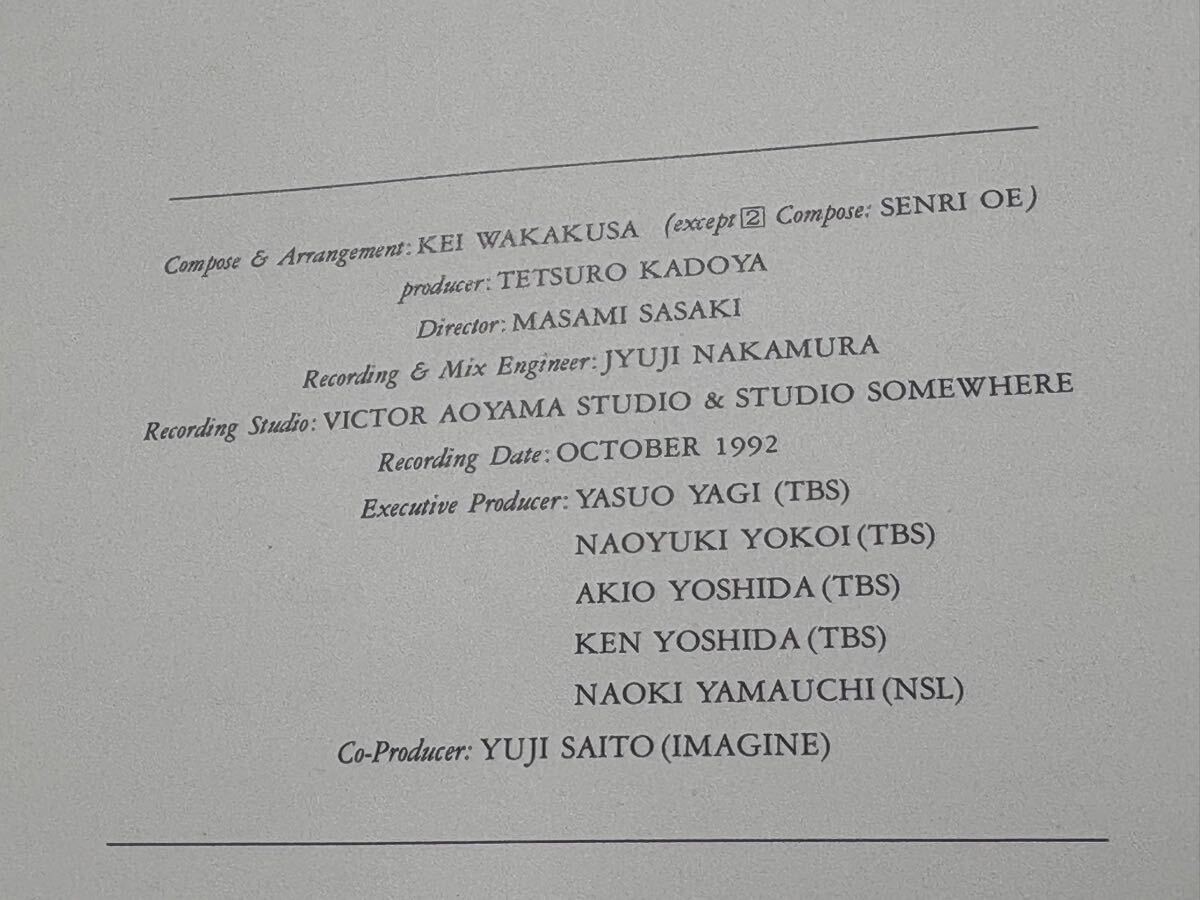 Compose & Arrangement: KEI WAKAKUSA (except 2 Compose: SENRI OE)
producer: TETSURO KADOYA
Director: MASAMI SASAKI
Recording & Mix Engineer: JYUJI NAKAMURA
Recording Studio: VICTOR AOYAMA STUDIO & STUDIO SOMEWHERE
Recording Date: OCTOBER 1992
Executive Producer: YASUO YAGI (TBS)
NAOYUKI YOKOI (TBS)
AKIO YOSHIDA (TBS)
KEN YOSHIDA (TBS)
NAOKI YAMAUCHI (NSL)
Co-Producer: YUJI SAITO (IMAGINE)